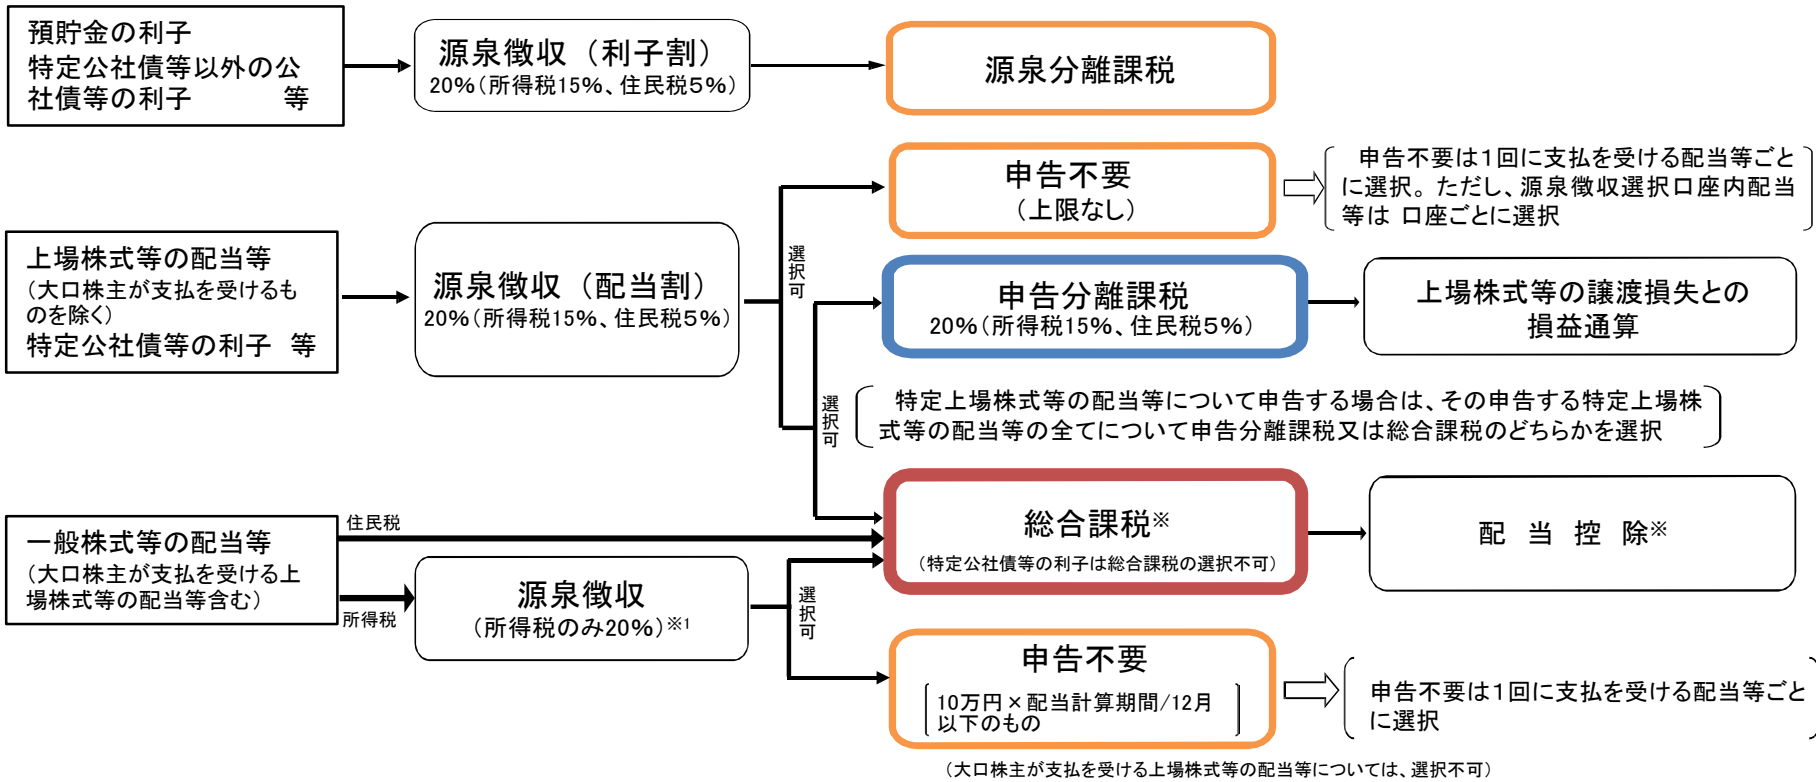 預貯金の利子
特定公社債等以外の公
社債等の利子　　　　等
源泉徴収（利子割）
20%（所得税15%、住民税5%）
源泉分離課税
上場株式等の配当等
（大口株主が支払を受けるも
のを除く）
特定公社債等の利子　等
源泉徴収（配当割）
20%（所得税15%、住民税5%）
選択可
申告不要
（上限なし）
申告不要は1回に支払を受ける配当等ごと
に選択。ただし、源泉徴収選択口座内配当
等は 口座ごとに選択
選択可
申告分離課税
20%（所得税15%、住民税5%）
上場株式等の譲渡損失との
損益通算
特定上場株式等の配当等について申告する場合は、その申告する特定上場株
式等の配当等の全てについて申告分離課税又は総合課税のどちらかを選択
総合課税※
（特定公社債等の利子は総合課税の選択不可）
配　当　控　除※
一般株式等の配当等
（大口株主が支払を受ける上
場株式等の配当等含む）
住民税
所得税
源泉徴収
（所得税のみ20%）※1
選択可
申告不要
10万円×配当計算期間/12月
以下のもの
申告不要は1回に支払を受ける配当等ごと
に選択
（大口株主が支払を受ける上場株式等の配当等については、選択不可）